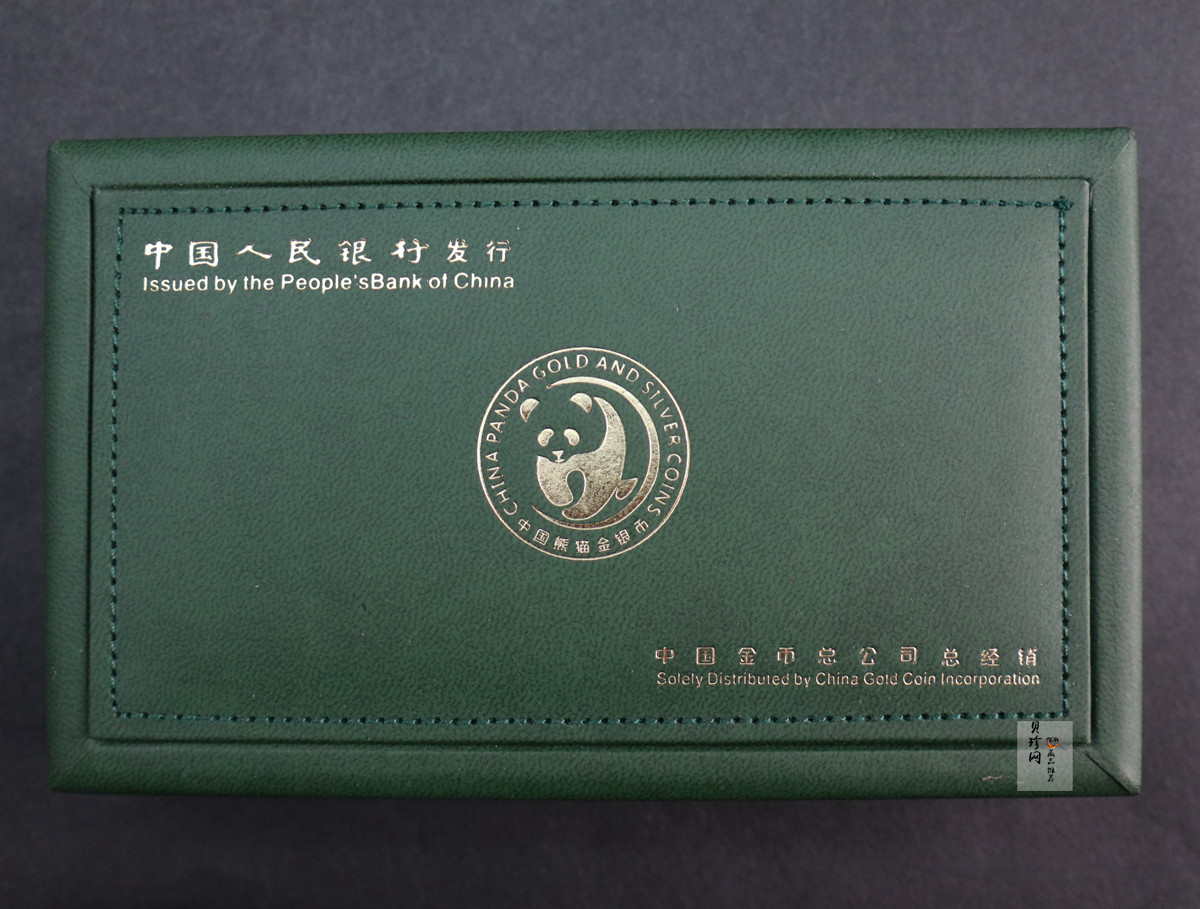 中国人民银行发行
Issued by the People'sBank of China
CHINA PANDA GOLD AND SILVER COINS
中国熊猫金银币
中国金币总公司总经销
Solely Distributed by China Gold Coin Incorporation
贝珍网